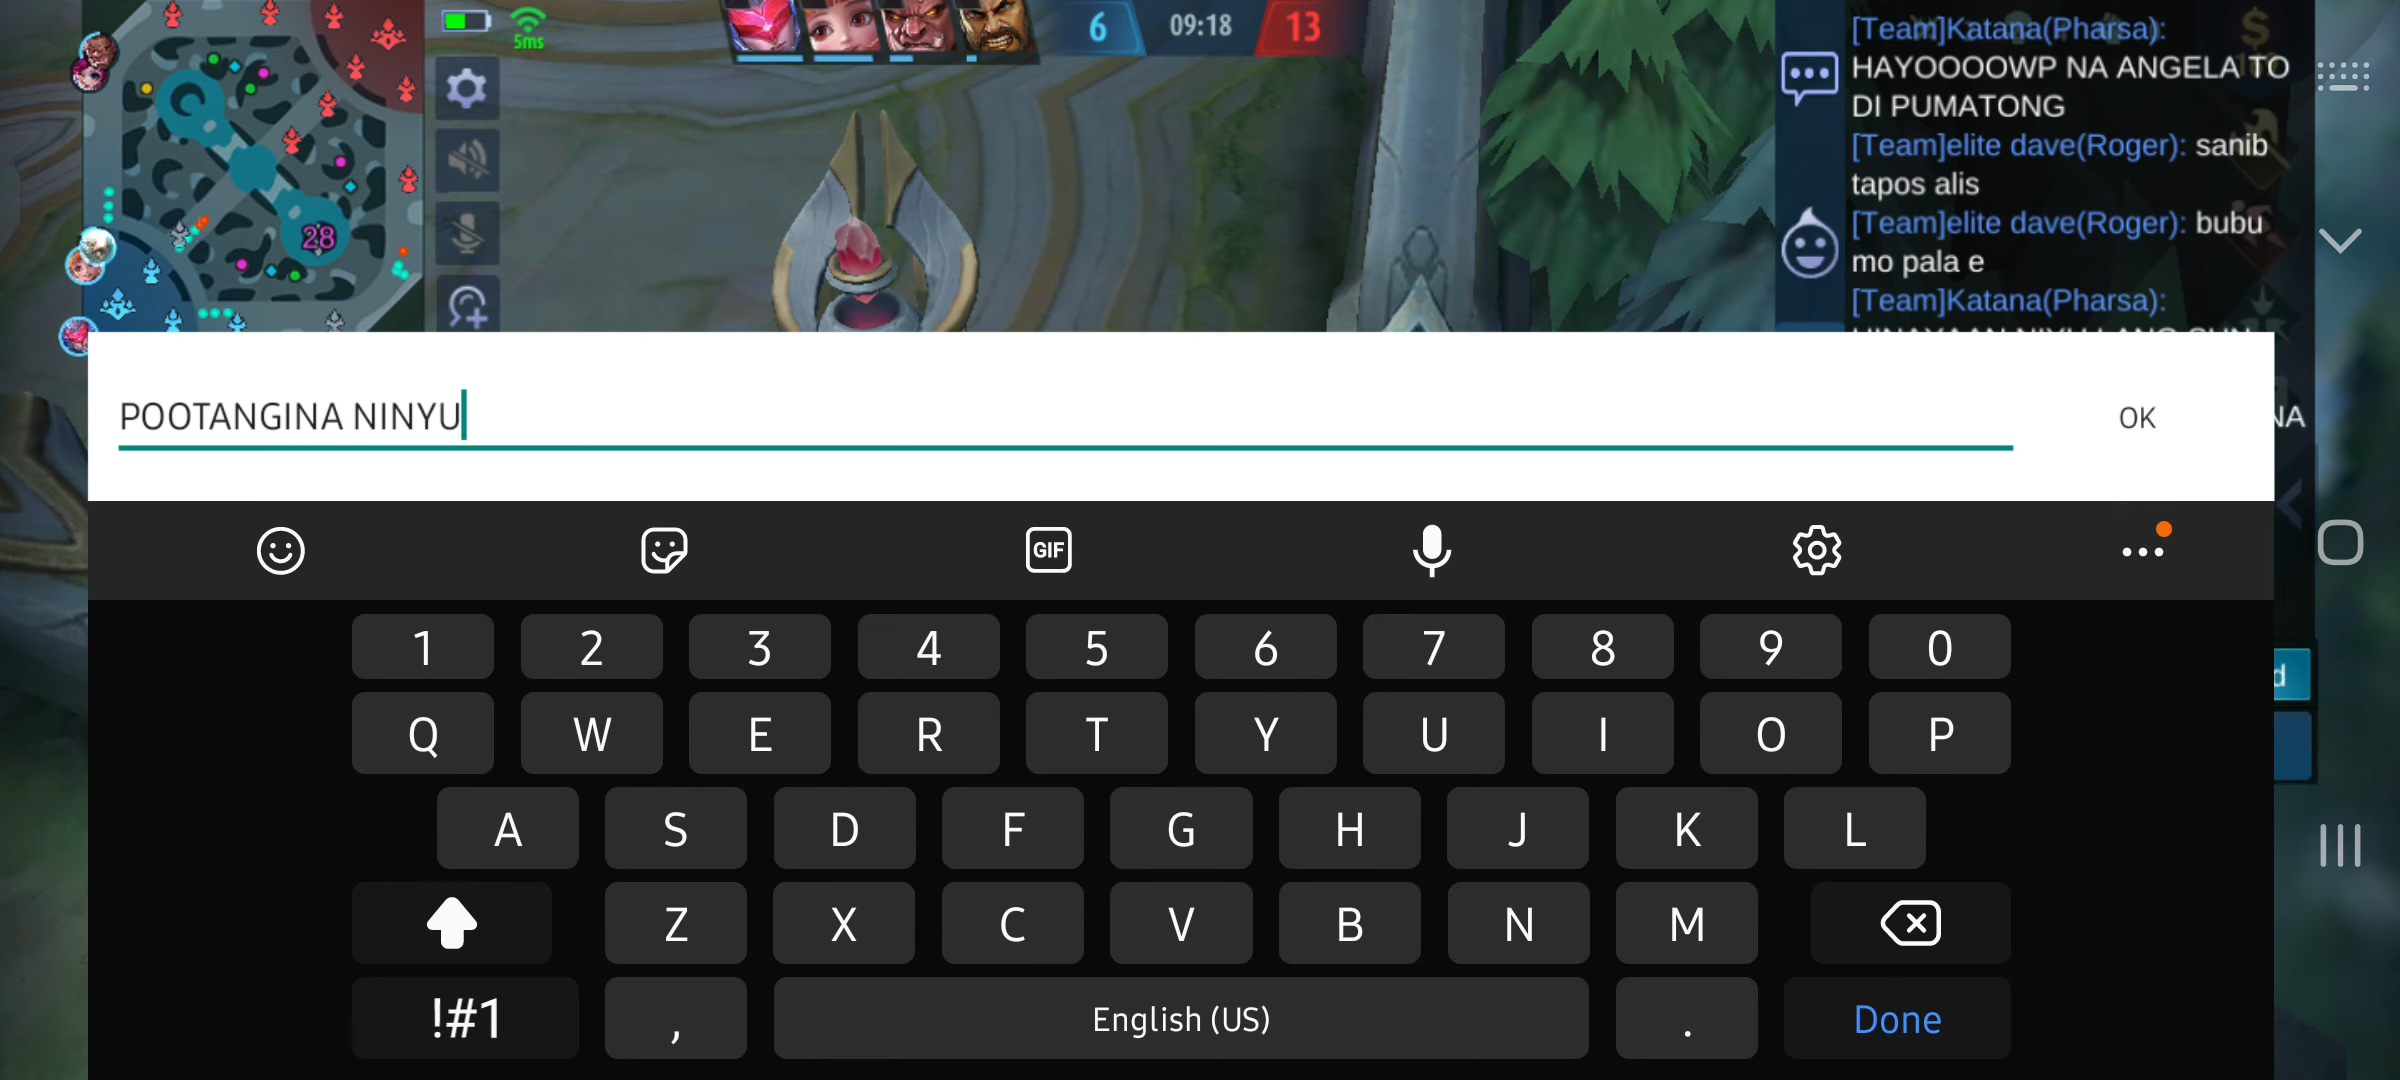 5ms
6
09:18
13
28
[Team]Katana(Pharsa):
HAYOOOOWP NA ANGELA TO
DI PUMATONG
[Team]elite dave(Roger): sanib
tapos alis
[Team]elite dave(Roger): bubu
mo pala e
[Team]Katana(Pharsa):
POOTANGINA NINYU
OK
NA
GIF
1 2 3 4 5 6 7 8 9 0
Q W E R T Y U I O P
A S D F G H J K L
Z X C V B N M
!#1 , English (US) . Done